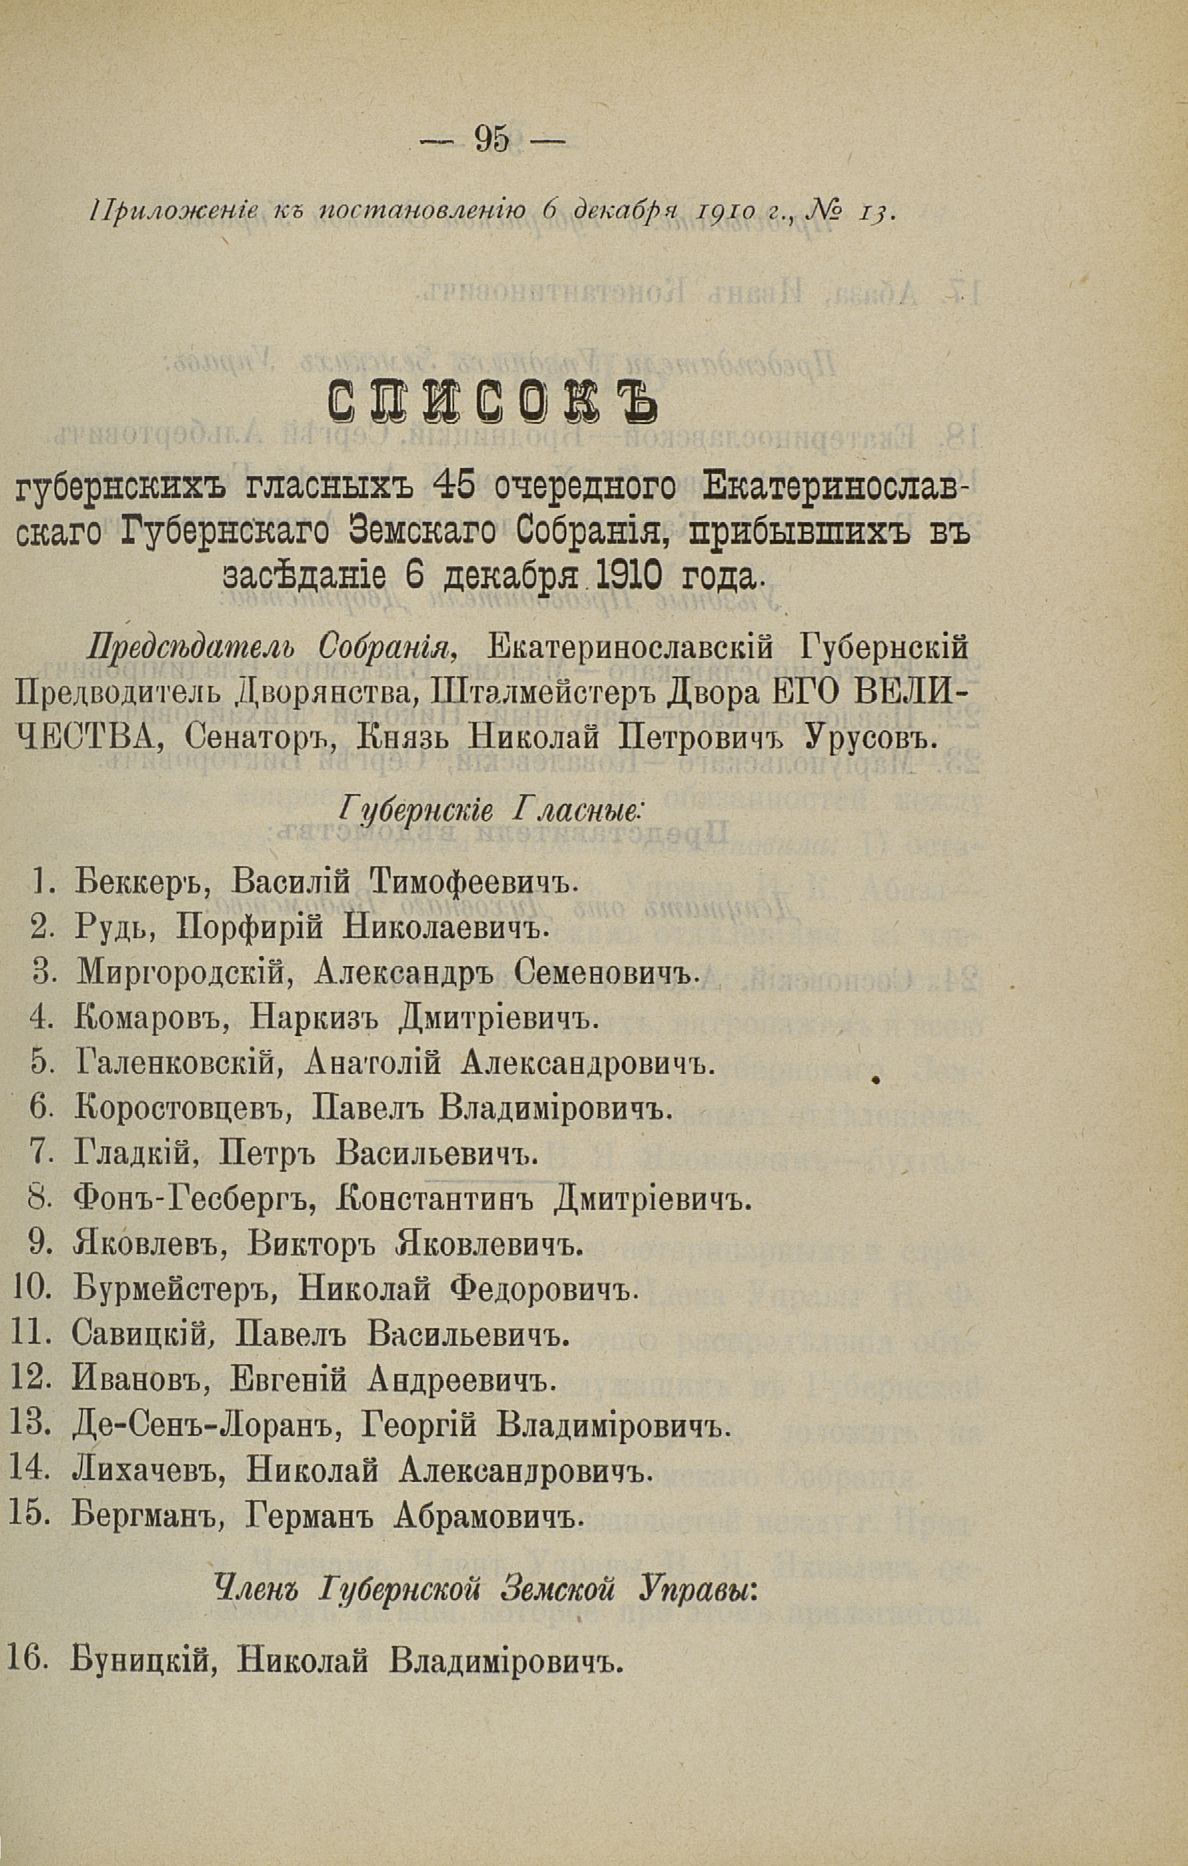 — 95 —
Приложеніе къ постановленію 6 декабря 1910 г., № 13.
СПИСОКЪ
губернскихъ гласныхъ 45 очередного Екатеринослав-
скаго Губернскаго Земскаго Собранія, прибывшихъ въ
засѣданіе 6 декабря 1910 года.
Предсѣдатель Собранія, Екатеринославскій Губернскій
Предводитель Дворянства, Шталмейстеръ Двора ЕГО ВЕЛИ-
ЧЕСТВА, Сенаторъ, Князь Николай Петровичъ Урусовъ.
Губернскіе Гласные:
1. Беккеръ, Василій Тимофеевичъ.
2. Рудь, Порфирій Николаевичъ.
3. Миргородскій, Александръ Семеновичъ.
4. Комаровъ, Наркизъ Дмитріевичъ.
5. Галенковскій, Анатолій Александровичъ.
6. Коростовцевъ, Павелъ Владиміровичъ.
7. Гладкій, Петръ Васильевичъ.
8. Фонъ-Гесбергъ, Константинъ Дмитріевичъ.
9. Яковлевъ, Викторъ Яковлевичъ.
10. Бурмейстеръ, Николай Федоровичъ.
11. Савицкій, Павелъ Васильевичъ.
12. Ивановъ, Евгеній Андреевичъ.
13. Де-Сенъ-Лоранъ, Георгій Владиміровичъ.
14. Лихачевъ, Николай Александровичъ.
15. Бергманъ, Германъ Абрамовичъ.
Членъ Губернской Земской Управы:
16. Буницкій, Николай Владиміровичъ.